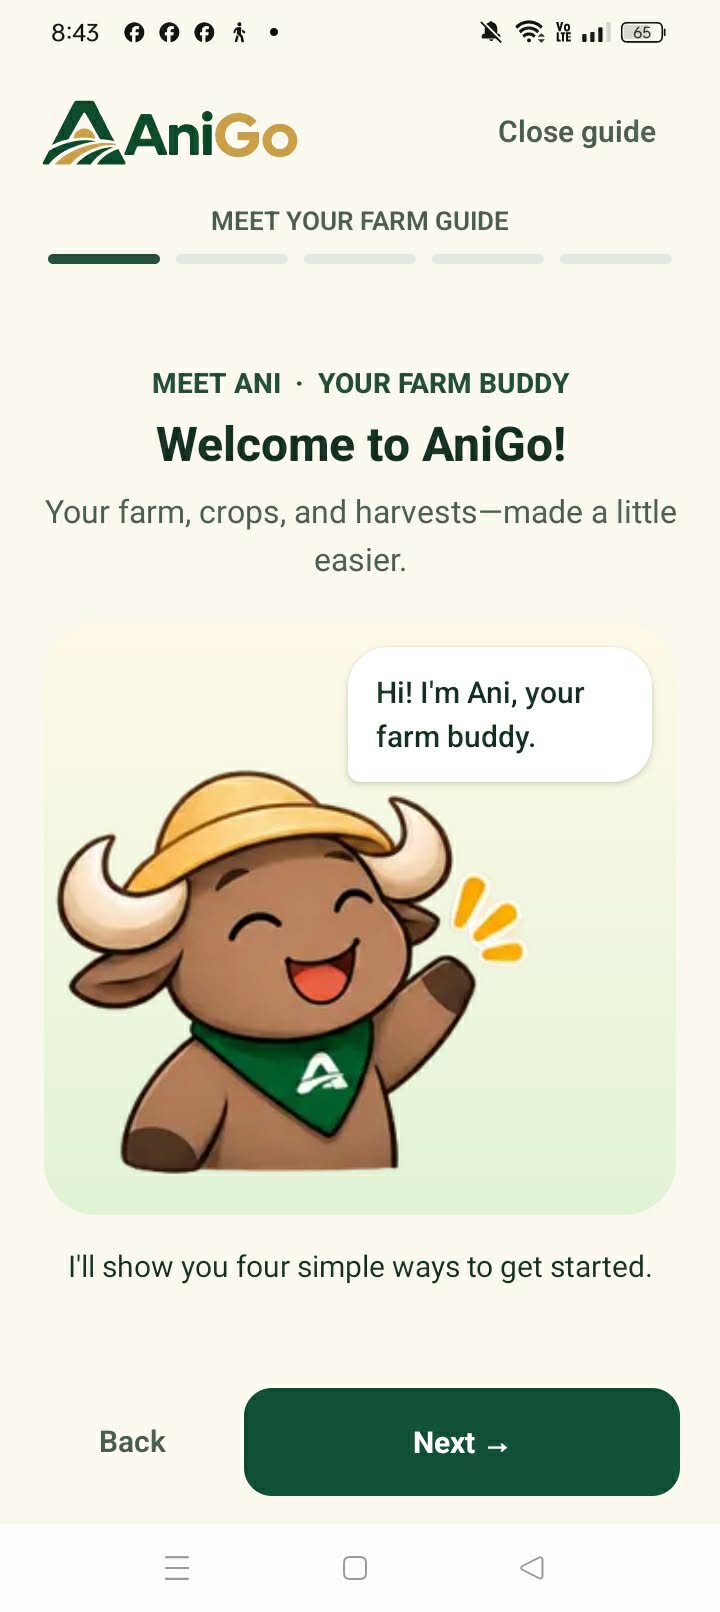 8:43
Vo
LTE
65
AniGo
Close guide
MEET YOUR FARM GUIDE
MEET ANI · YOUR FARM BUDDY
Welcome to AniGo!
Your farm, crops, and harvests—made a little
easier.
Hi! I'm Ani, your
farm buddy.
I'll show you four simple ways to get started.
Back
Next →